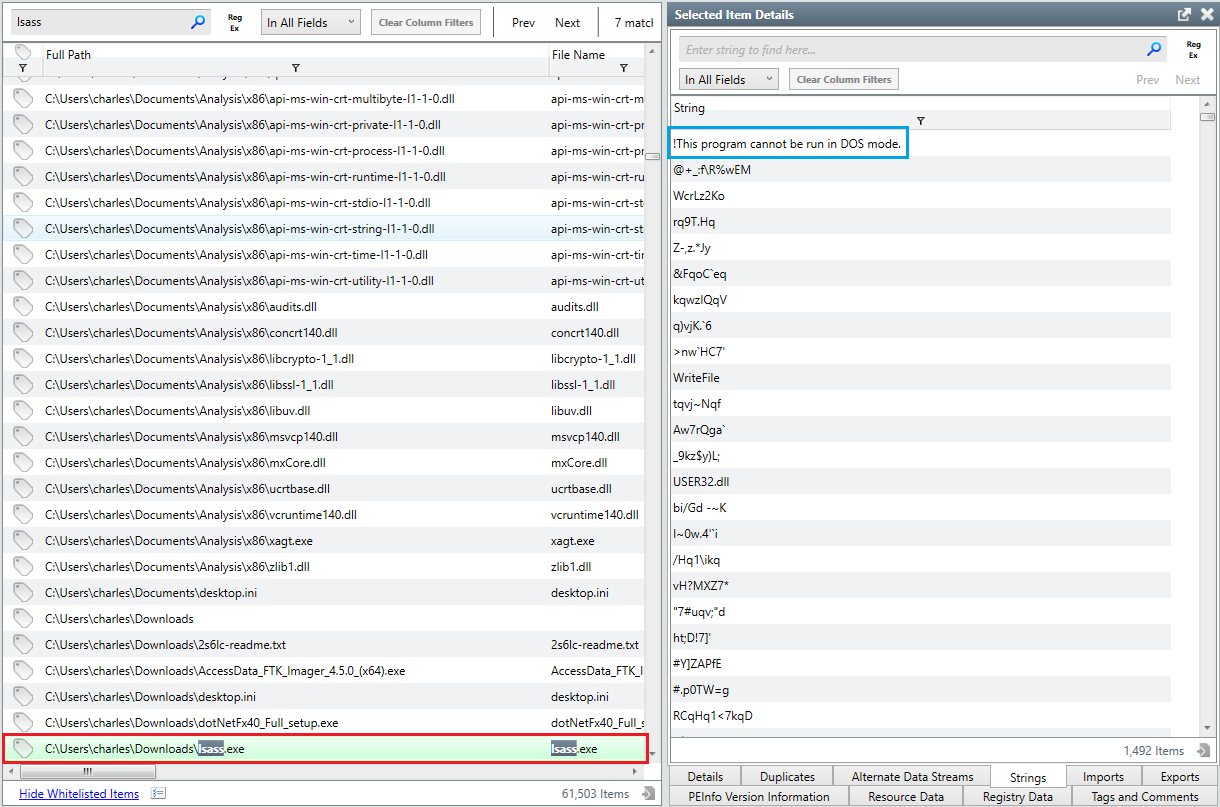 lsass
Reg
Ex
In All Fields
Clear Column Filters
Prev
Next
7 matcl
Full Path
File Name
C:\Users\charles\Documents\Analysis\x86\api-ms-win-crt-multibyte-l1-1-0.dll api-ms-win-crt-m
C:\Users\charles\Documents\Analysis\x86\api-ms-win-crt-private-l1-1-0.dll api-ms-win-crt-pr
C:\Users\charles\Documents\Analysis\x86\api-ms-win-crt-process-l1-1-0.dll api-ms-win-crt-pr
C:\Users\charles\Documents\Analysis\x86\api-ms-win-crt-runtime-l1-1-0.dll api-ms-win-crt-ru
C:\Users\charles\Documents\Analysis\x86\api-ms-win-crt-stdio-l1-1-0.dll api-ms-win-crt-st
C:\Users\charles\Documents\Analysis\x86\api-ms-win-crt-string-l1-1-0.dll api-ms-win-crt-st
C:\Users\charles\Documents\Analysis\x86\api-ms-win-crt-time-l1-1-0.dll api-ms-win-crt-tir
C:\Users\charles\Documents\Analysis\x86\api-ms-win-crt-utility-l1-1-0.dll api-ms-win-crt-ut
C:\Users\charles\Documents\Analysis\x86\audits.dll audits.dll
C:\Users\charles\Documents\Analysis\x86\concrt140.dll concrt140.dll
C:\Users\charles\Documents\Analysis\x86\libcrypto-1_1.dll libcrypto-1_1.dll
C:\Users\charles\Documents\Analysis\x86\libssl-1_1.dll libssl-1_1.dll
C:\Users\charles\Documents\Analysis\x86\libuv.dll libuv.dll
C:\Users\charles\Documents\Analysis\x86\msvcp140.dll msvcp140.dll
C:\Users\charles\Documents\Analysis\x86\mxCore.dll mxCore.dll
C:\Users\charles\Documents\Analysis\x86\ucrtbase.dll ucrtbase.dll
C:\Users\charles\Documents\Analysis\x86\vcruntime140.dll vcruntime140.dll
C:\Users\charles\Documents\Analysis\x86\xagt.exe xagt.exe
C:\Users\charles\Documents\Analysis\x86\zlib1.dll zlib1.dll
C:\Users\charles\Documents\desktop.ini desktop.ini
C:\Users\charles\Downloads
C:\Users\charles\Downloads\2s6lc-readme.txt 2s6lc-readme.txt
C:\Users\charles\Downloads\AccessData_FTK_Imager_4.5.0_(x64).exe AccessData_FTK_I
C:\Users\charles\Downloads\desktop.ini desktop.ini
C:\Users\charles\Downloads\dotNetFx40_Full_setup.exe dotNetFx40_Full_s
C:\Users\charles\Downloads\lsass.exe lsass.exe
Hide Whitelisted Items
61,503 Items
Selected Item Details
Enter string to find here...
Reg
Ex
In All Fields
Clear Column Filters
Prev
Next
String
!This program cannot be run in DOS mode.
@+_:f\R%wEM
WcrLz2Ko
rq9T.Hq
Z-,z.*Jy
&FqoC`eq
kqwzIQqV
q)vjK.`6
>nw`HC7'
WriteFile
tqvj~Nqf
Aw7rQga`
_9kz$y)L;
USER32.dll
bi/Gd -~K
I~0w.4'`i
/Hq1\ikq
vH?MXZ7*
"7#uqv;"d
ht;D!7]'
#Y]ZAPfE
#.p0TW=g
RCqHq1<7kqD
1,492 Items
Details
Duplicates
Alternate Data Streams
Strings
Imports
Exports
PEInfo Version Information
Resource Data
Registry Data
Tags and Comments